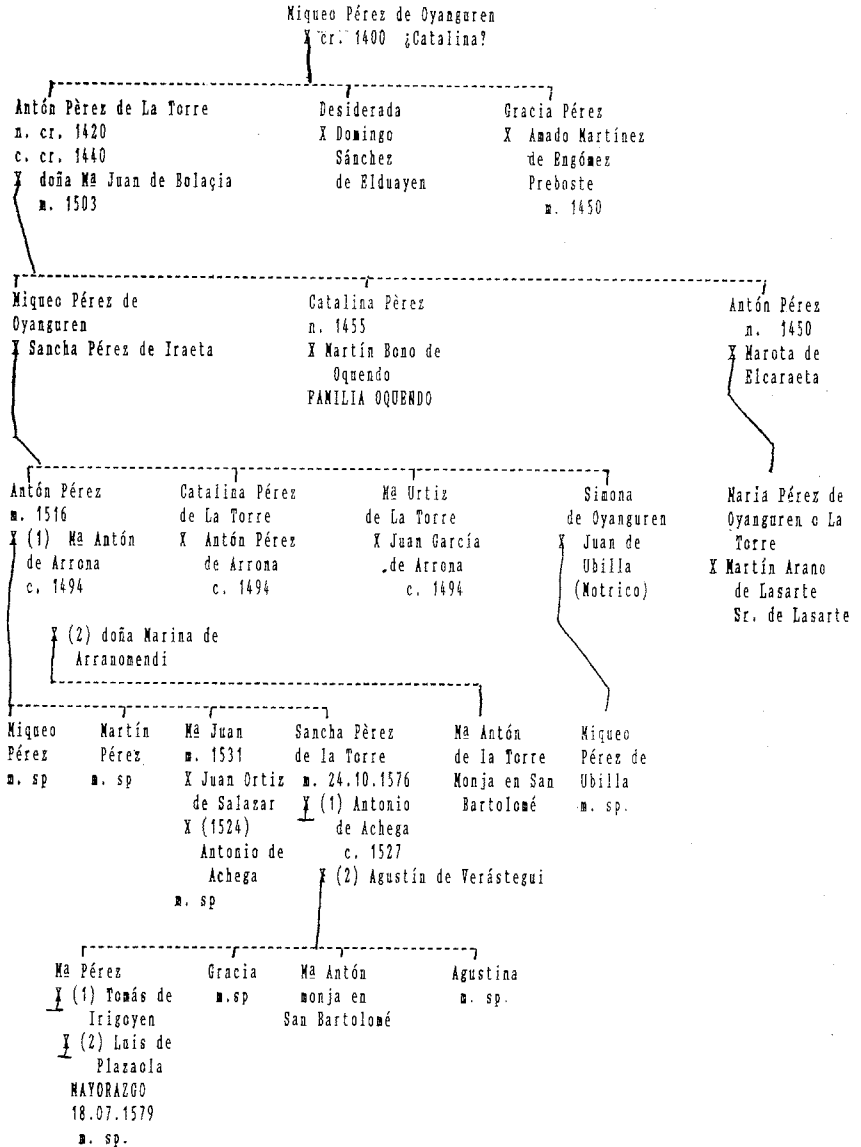 Miqueo Pérez de Oyanguren
X cr. 1400 ¿Catalina?
Antón Pèrez de La Torre
n. cr. 1420
c. cr. 1440
X doña Mª Juan de Bolaçia
m. 1503
Desiderada
X Domingo
Sánchez
de Elduayen
Gracia Pérez
X Amado Martínez
de Engómez
Preboste
m. 1450
Miqueo Pérez de
Oyanguren
X Sancha Pérez de Iraeta
Catalina Pèrez
n. 1455
X Martín Bono de
Oquendo
FAMILIA OQUENDO
Antón Pérez
n. 1450
X Marota de
Elcaraeta
Antón Pérez
m. 1516
X (1) Mª Antón
de Arrona
c. 1494
X (2) doña Marina de
Arranomendi
Catalina Pérez
de La Torre
X Antón Pérez
de Arrona
c. 1494
Mª Urtiz
de La Torre
X Juan García
de Arrona
c. 1494
Simona
de Oyanguren
X Juan de
Ubilla
(Motrico)
Maria Pérez de
Oyanguren o La
Torre
X Martín Arano
de Lasarte
Sr. de Lasarte
Miqueo
Pérez
m. sp
Martín
Pérez
m. sp
Mª Juan
m. 1531
X Juan Ortiz
de Salazar
X (1524)
Antonio de
Achega
m. sp
Sancha Pèrez
de la Torre
m. 24.10.1576
X (1) Antonio
de Achega
c. 1527
X (2) Agustín de Verástegui
Mª Antón
de la Torre
Monja en San
Bartolomé
Miqueo
Pérez de
Ubilla
m. sp.
Mª Pérez
X (1) Tomás de
Irigoyen
X (2) Luis de
Plazaola
MAYORAZGO
18.07.1579
m. sp.
Gracia
m.sp
Mª Antón
monja en
San Bartolomé
Agustina
m. sp.